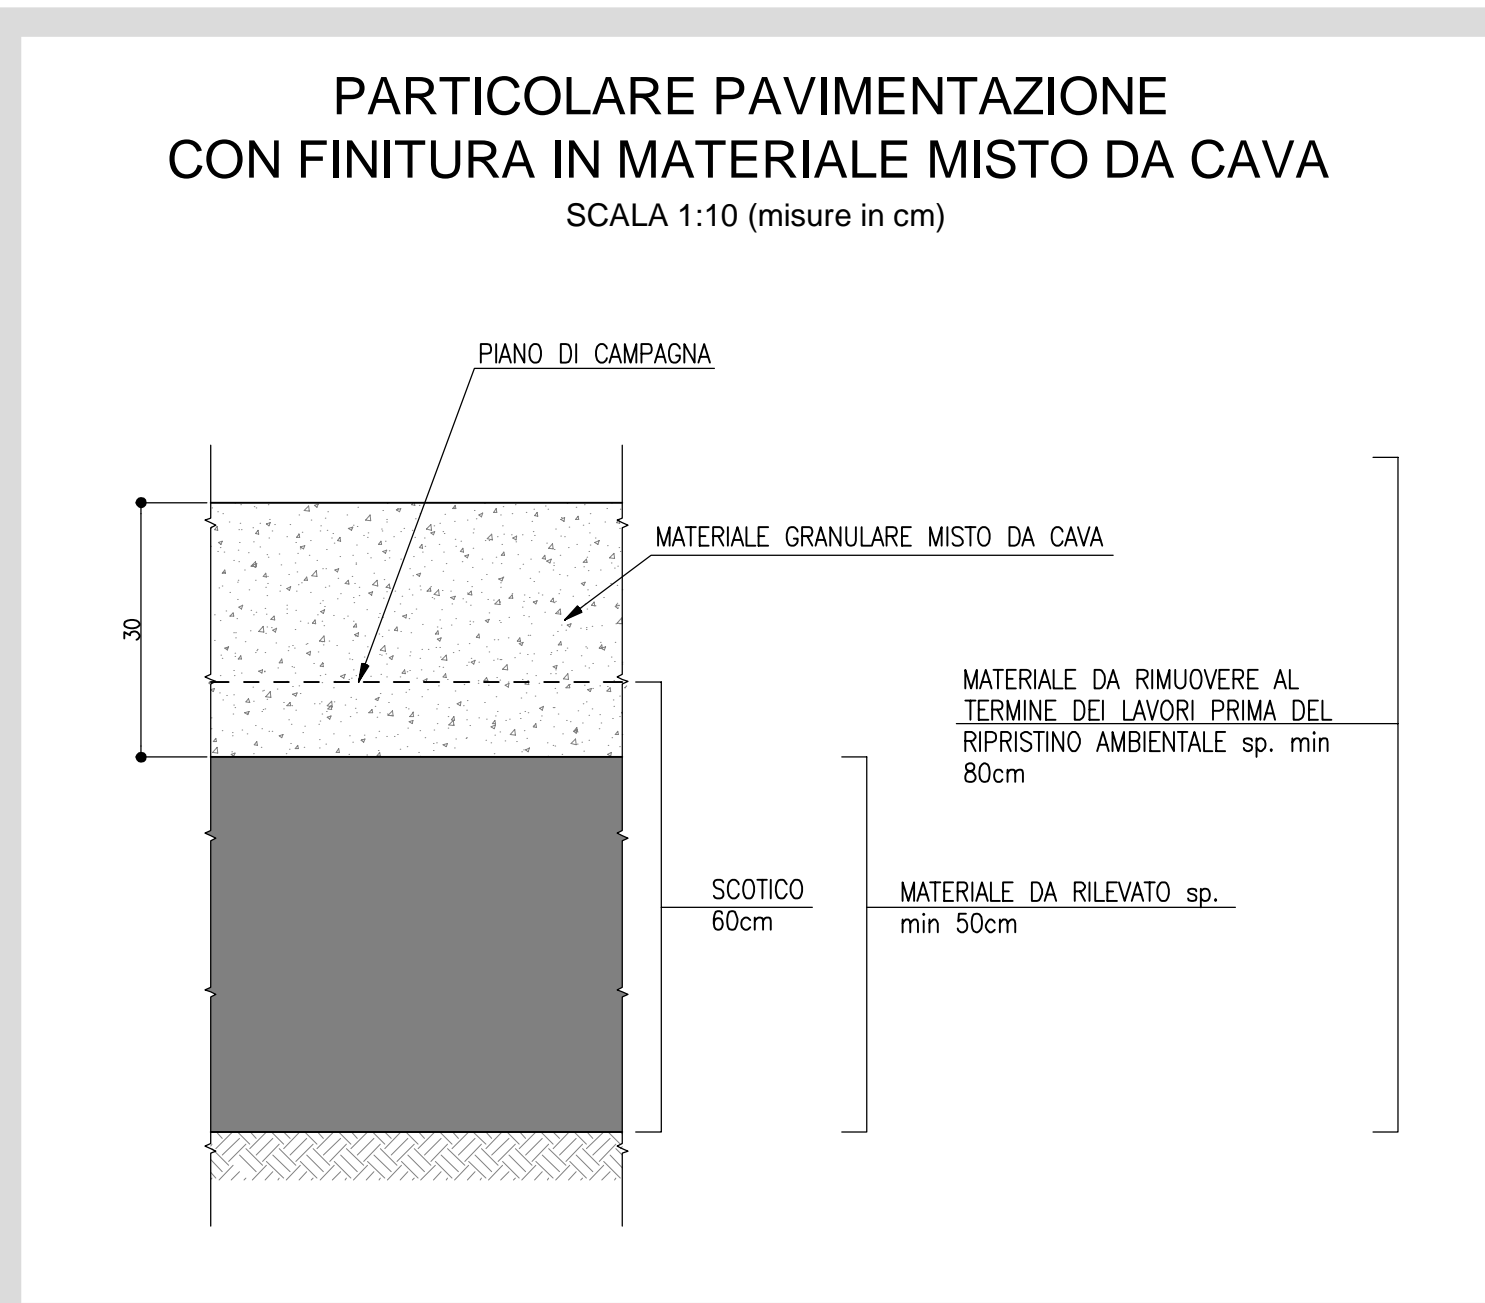 PARTICOLARE PAVIMENTAZIONE
CON FINITURA IN MATERIALE MISTO DA CAVA
SCALA 1:10 (misure in cm)
PIANO DI CAMPAGNA
MATERIALE GRANULARE MISTO DA CAVA
30
MATERIALE DA RIMUOVERE AL
TERMINE DEI LAVORI PRIMA DEL
RIPRISTINO AMBIENTALE sp. min
80cm
SCOTICO
60cm
MATERIALE DA RILEVATO sp.
min 50cm